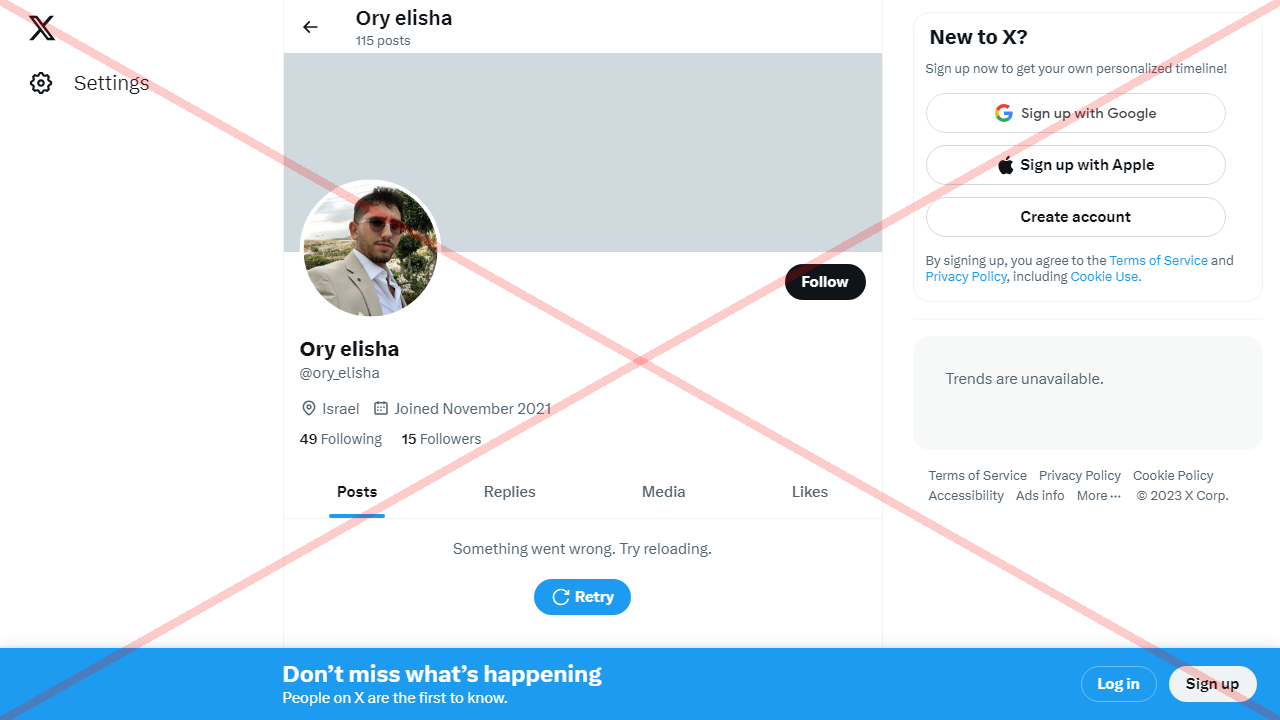 Settings
Ory elisha
115 posts
Follow
Ory elisha
@ory_elisha
Israel Joined November 2021
49 Following 15 Followers
Posts Replies Media Likes
Something went wrong. Try reloading.
Retry
New to X?
Sign up now to get your own personalized timeline!
Sign up with Google
Sign up with Apple
Create account
By signing up, you agree to the Terms of Service and
Privacy Policy, including Cookie Use.
Trends are unavailable.
Terms of Service Privacy Policy Cookie Policy
Accessibility Ads info More ··· © 2023 X Corp.
Don’t miss what’s happening
People on X are the first to know.
Log in Sign up